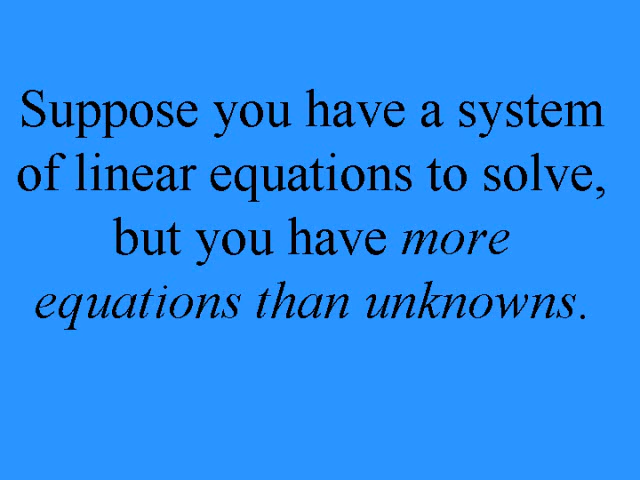 Suppose you have a system
of linear equations to solve,
but you have more
equations than unknowns.